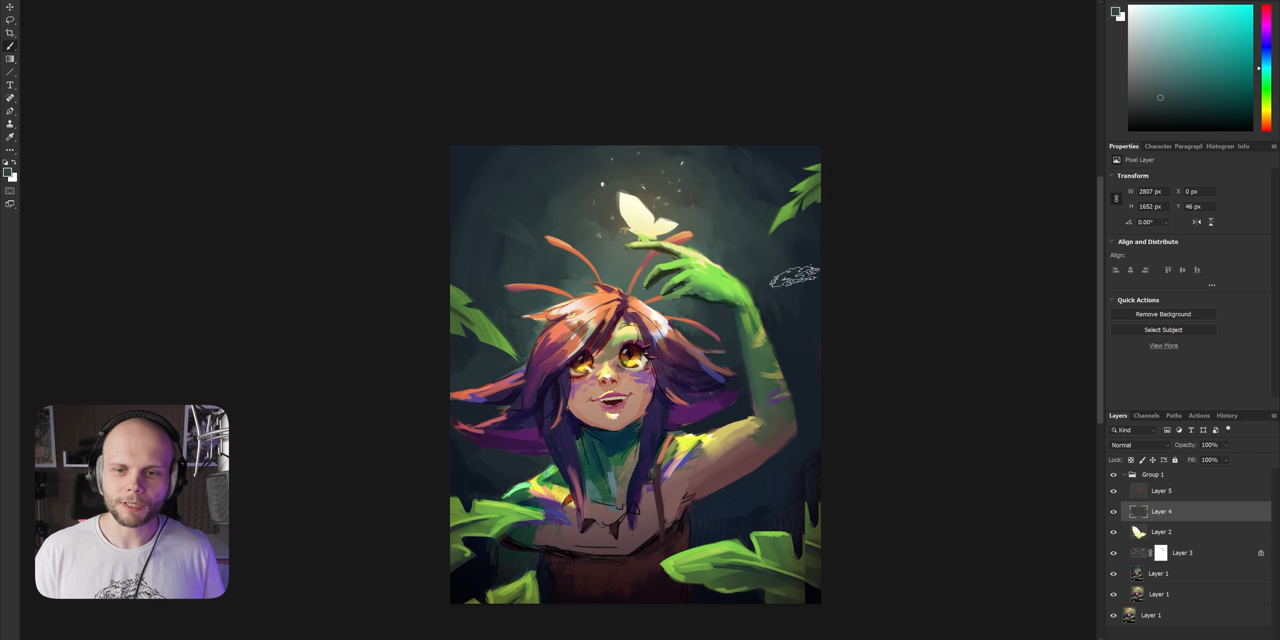 Properties Character Paragraph Histogran Info
Pixel Layer
Transform
W 2807 px X 0 px
H 1652 px Y 46 px
0.00°
Align and Distribute
Align:
Quick Actions
Remove Background
Select Subject
View More
Layers Channels Paths Actions History
Kind
Normal Opacity: 100%
Lock: Fill: 100%
Group 1
Layer 5
Layer 4
Layer 2
Layer 3
Layer 1
Layer 1
Layer 1